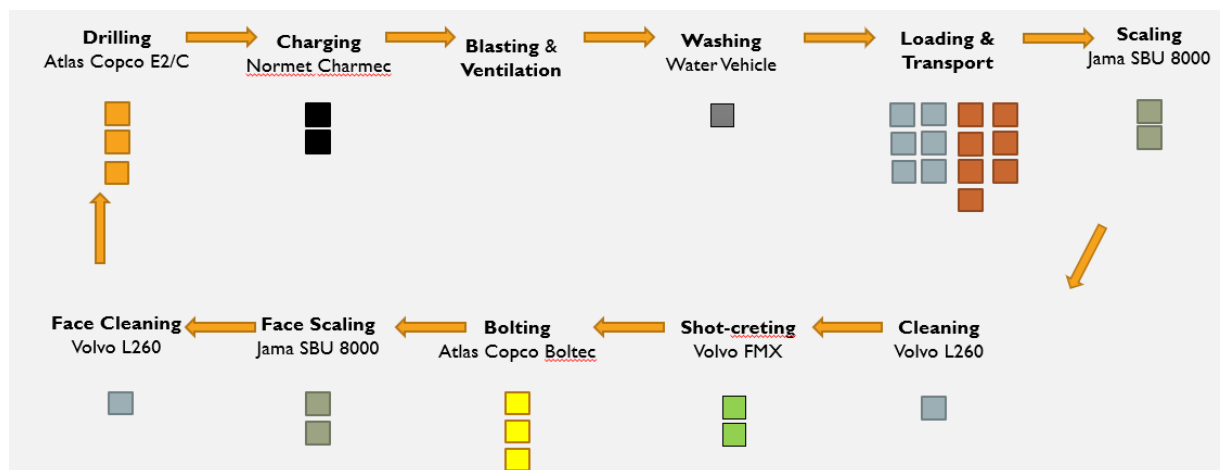 Drilling
Atlas Copco E2/C
Charging
Normet Charmec
Blasting &
Ventilation
Washing
Water Vehicle
Loading &
Transport
Scaling
Jama SBU 8000
Face Cleaning
Volvo L260
Face Scaling
Jama SBU 8000
Bolting
Atlas Copco Boltec
Shot-creting
Volvo FMX
Cleaning
Volvo L260